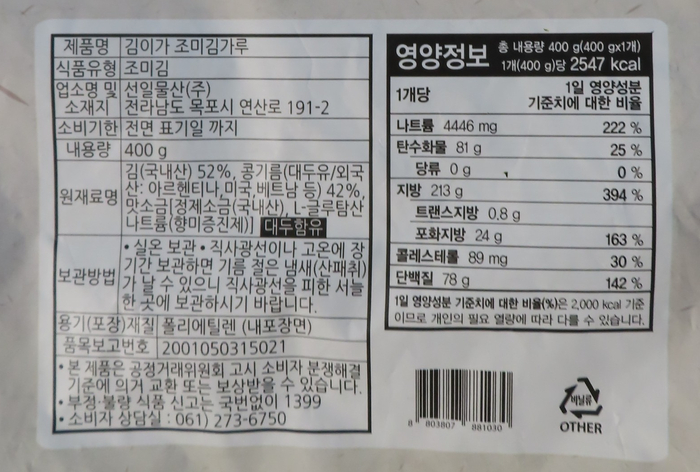 제품명 김이가 조미김가루
식품유형 조미김
업소명 및 선일물산(주)
소재지 전라남도 목포시 연산로 191-2
소비기한 전면 표기일 까지
내용량 400 g
원재료명
김(국내산) 52%, 콩기름(대두유/외국
산: 아르헨티나,미국,베트남 등) 42%,
맛소금[정제소금(국내산), L-글루탐산
나트륨(향미증진제)] 대두함유
보관방법
• 실온 보관 • 직사광선이나 고온에 장
기간 보관하면 기름 절은 냄새(산패취)
가 날 수 있으니 직사광선을 피한 서늘
한 곳에 보관하시기 바랍니다.
용기(포장)재질 폴리에틸렌 (내포장면)
품목보고번호 2001050315021
• 본 제품은 공정거래위원회 고시 소비자 분쟁해결
기준에 의거 교환 또는 보상받을 수 있습니다.
• 부정·불량 식품 신고는 국번없이 1399
• 소비자 상담실 : 061) 273-6750
영양정보
총 내용량 400 g(400 gx1개)
1개(400 g)당 2547 kcal
1개당
1일 영양성분
기준치에 대한 비율
나트륨 4446 mg 222 %
탄수화물 81 g 25 %
당류 0 g 0 %
지방 213 g 394 %
트랜스지방 0.8 g
포화지방 24 g 163 %
콜레스테롤 89 mg 30 %
단백질 78 g 142 %
1일 영양성분 기준치에 대한 비율(%)은 2,000 kcal 기준
이므로 개인의 필요 열량에 따라 다를 수 있습니다.
8 803807 881030
비닐류
OTHER